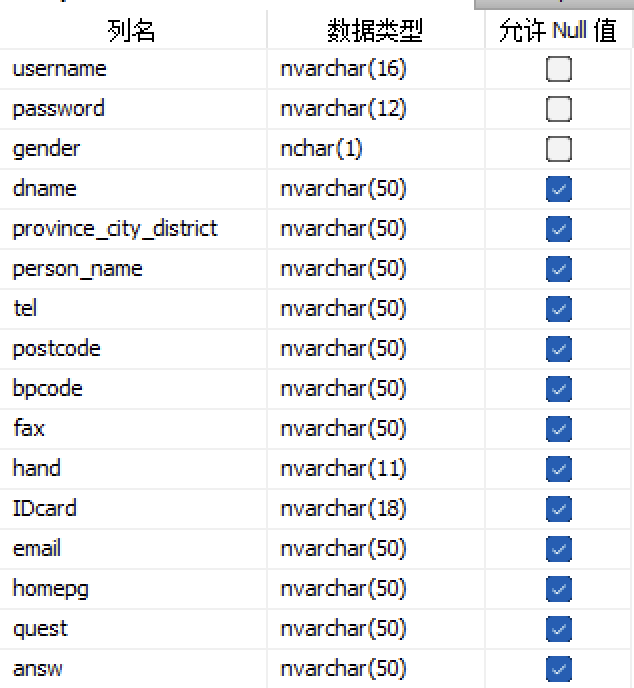 列名 数据类型 允许 Null 值
username nvarchar(16)
password nvarchar(12)
gender nchar(1)
dname nvarchar(50)
province_city_district nvarchar(50)
person_name nvarchar(50)
tel nvarchar(50)
postcode nvarchar(50)
bpcode nvarchar(50)
fax nvarchar(50)
hand nvarchar(11)
IDcard nvarchar(18)
email nvarchar(50)
homepg nvarchar(50)
quest nvarchar(50)
answ nvarchar(50)